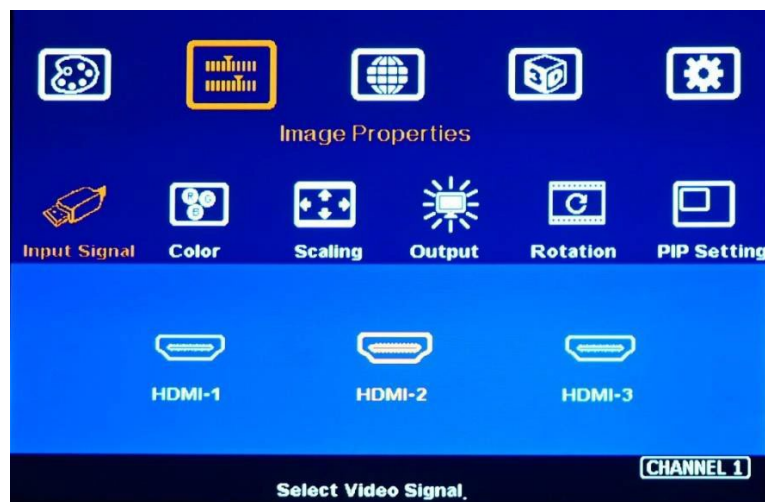 3D
Image Properties
R G B
Input Signal Color Scaling Output Rotation PIP Setting
HDMI-1 HDMI-2 HDMI-3
CHANNEL 1
Select Video Signal.